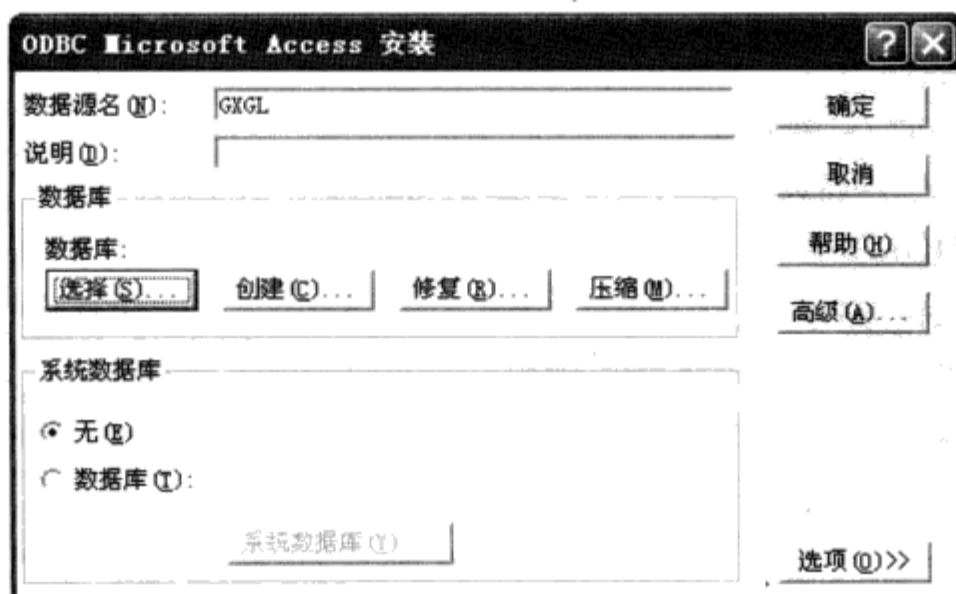 ODBC Microsoft Access 安装
数据源名(N): GXGL 确定
说明(D):
取消
数据库
数据库:
帮助(H)
选择(S)... 创建(C)... 修复(R)... 压缩(M)...
高级(A)...
系统数据库
无(E)
数据库(T):
系统数据库(Y)
选项(O)>>